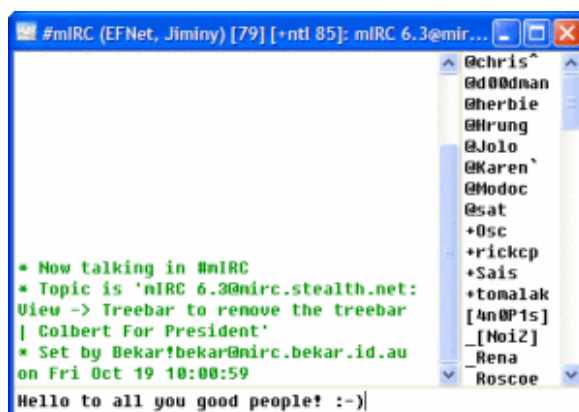 #mIRC (EFNet, Jiminy) [79] [+ntl 85]: mIRC 6.3@mir...
* Now talking in #mIRC
* Topic is 'mIRC 6.3@mirc.stealth.net:
View -> Treebar to remove the treebar
| Colbert For President'
* Set by Bekar!bekar@mirc.bekar.id.au
on Fri Oct 19 10:00:59
@chris^
@d00dman
@herbie
@Hrung
@Jolo
@Karen`
@Modoc
@sat
+Osc
+rickcp
+Sais
+tomalak
[4n0P1s]
_[NoiZ]
_Rena
_Roscoe
Hello to all you good people! :-)